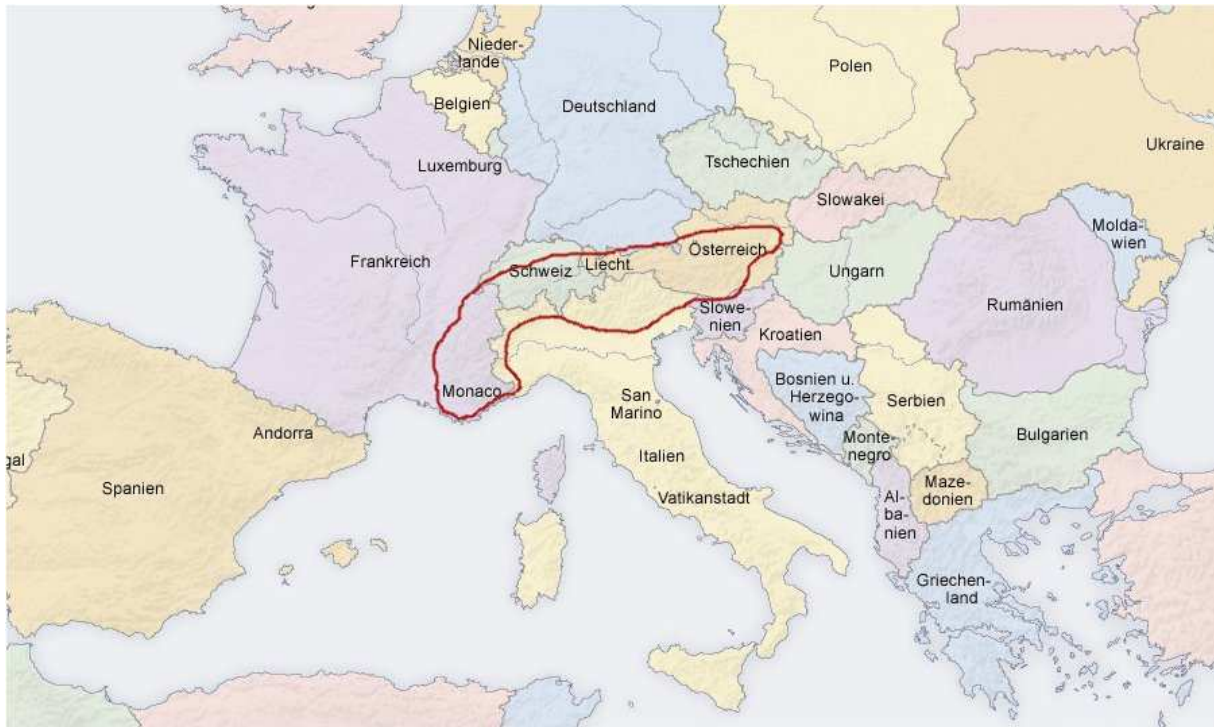 Nieder-
lande
Polen
Belgien
Deutschland
Ukraine
Tschechien
Luxemburg
Slowakei
Molda-
wien
Österreich
Frankreich
Schweiz
Liecht.
Ungarn
Rumänien
Slowe-
nien
Kroatien
Monaco
San
Marino
Bosnien u.
Herzego-
wina
Serbien
Andorra
Bulgarien
Monte-
negro
gal
Italien
Spanien
Vatikanstadt
Maze-
donien
Al-
ba-
nien
Griechen-
land